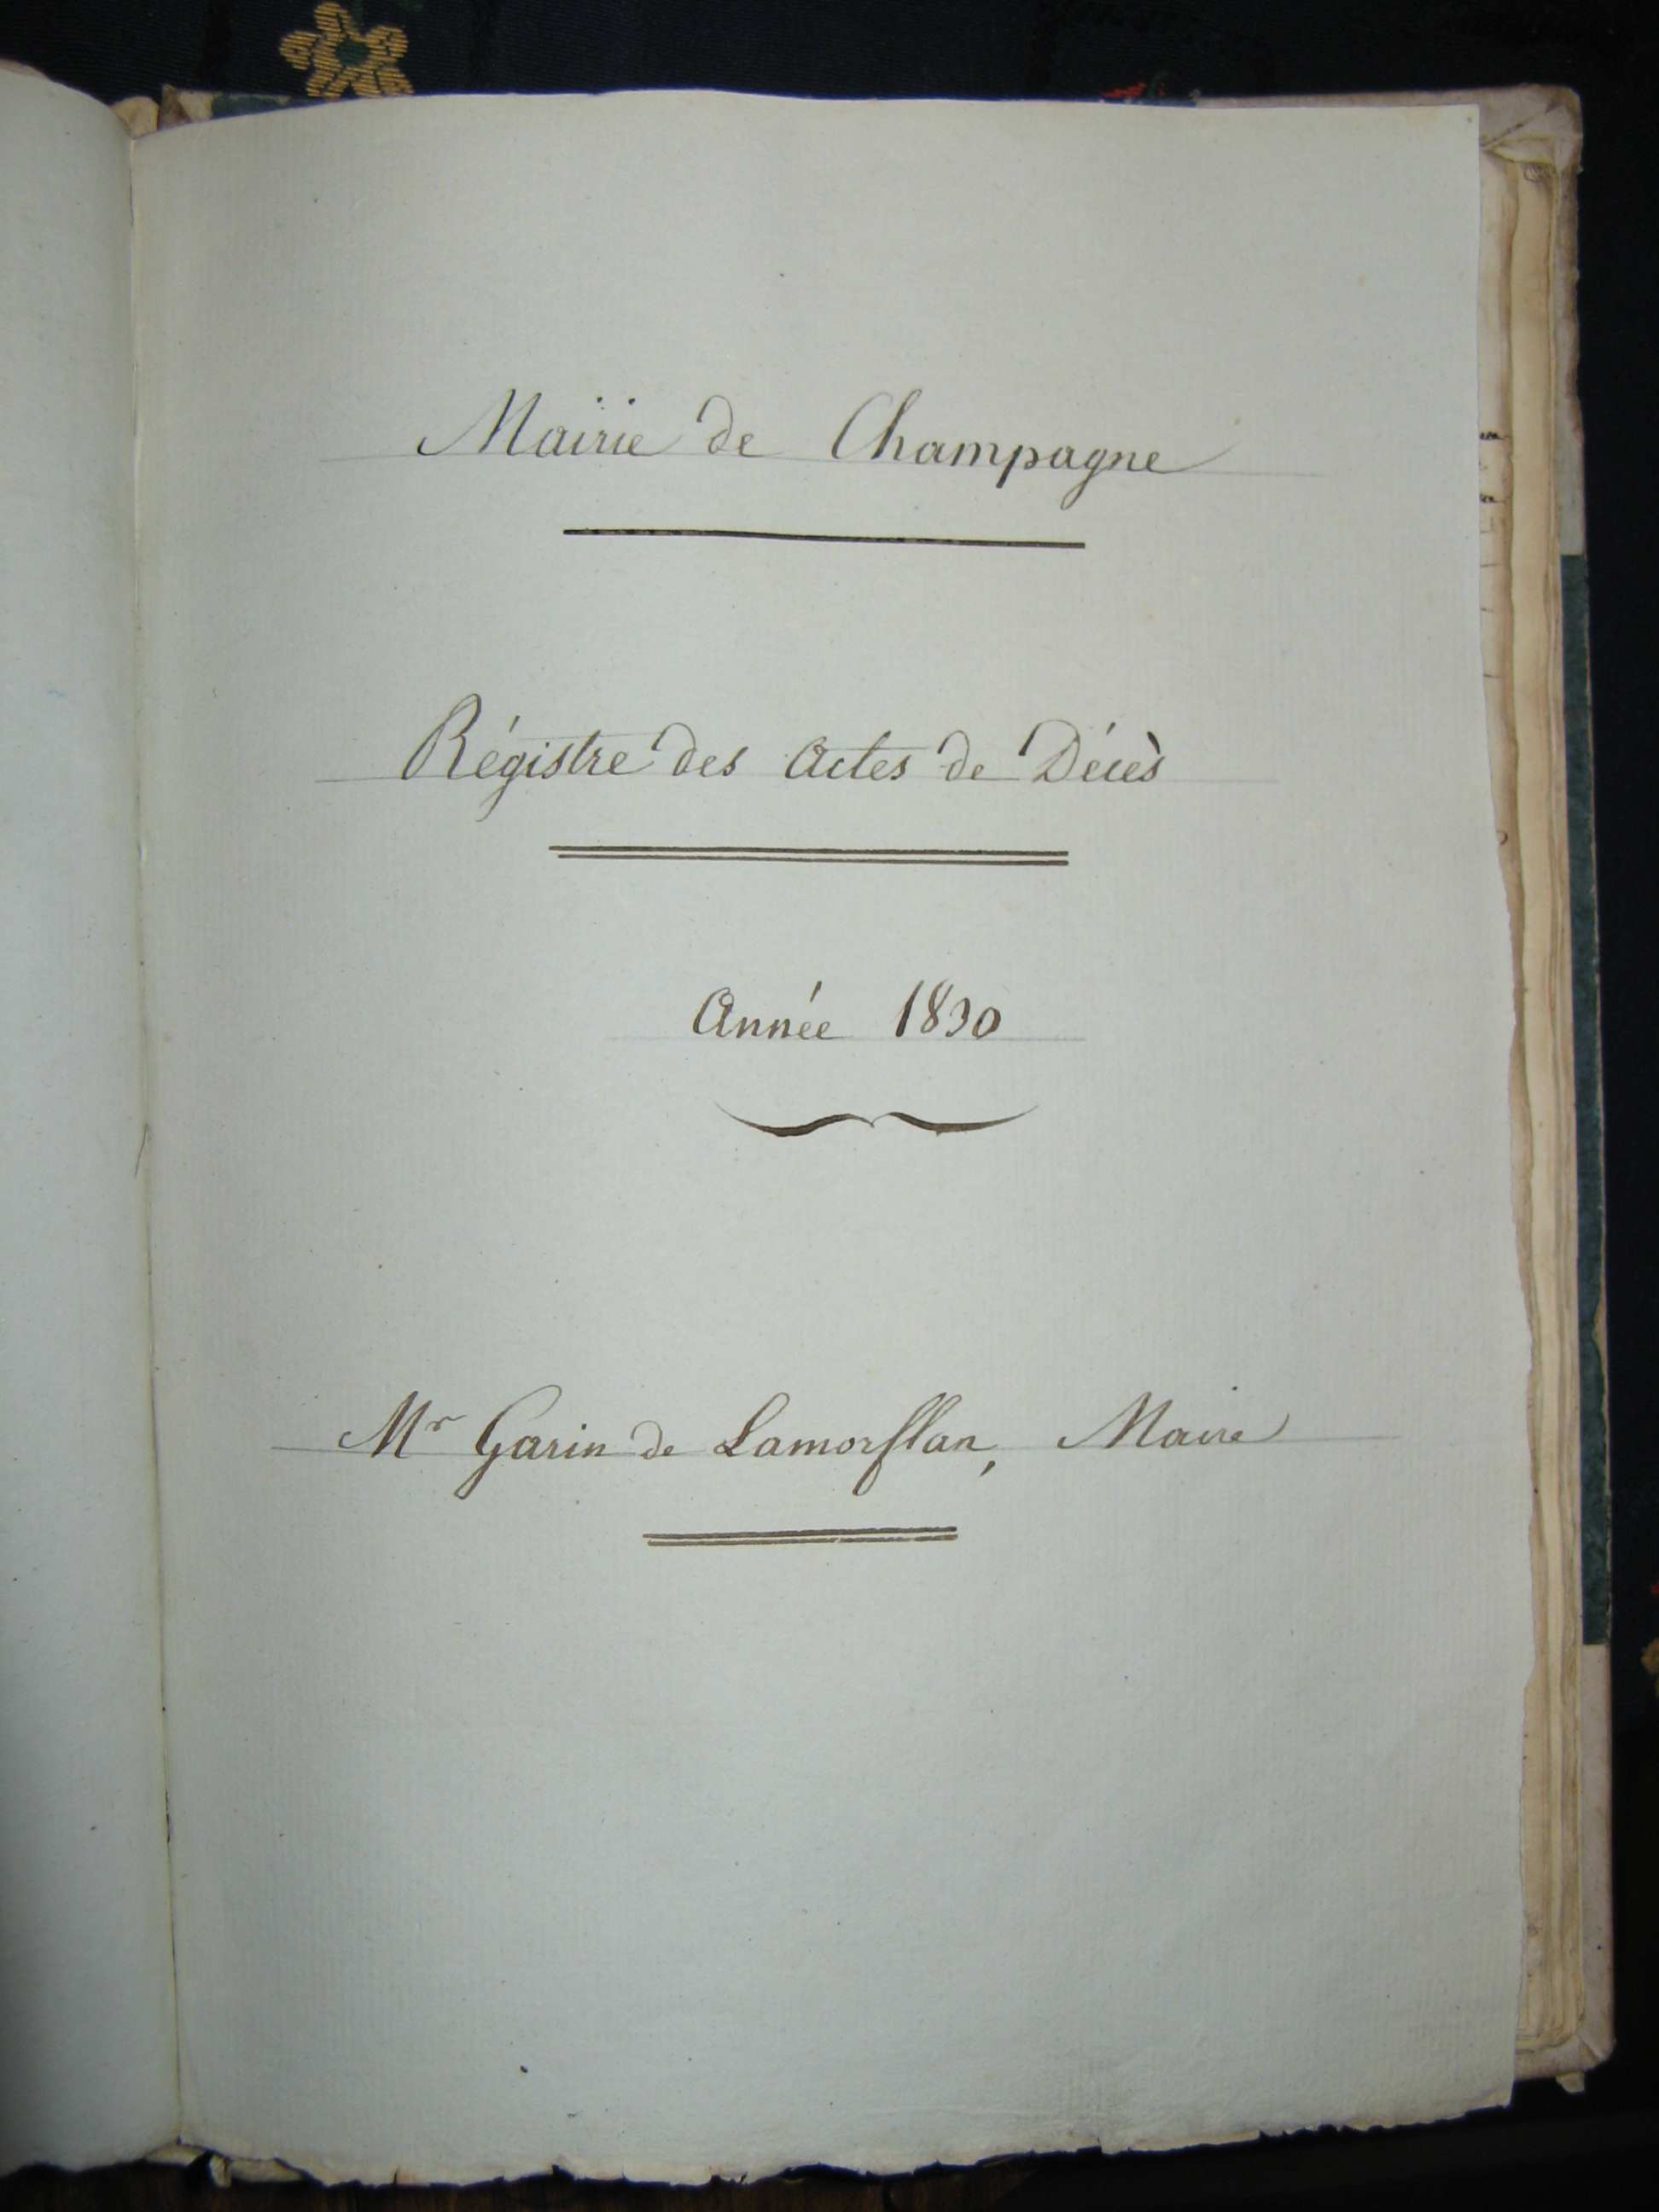 Mairie de Champagne
Régistre des Actes de Décès
Année 1830
Mr Garin de Lamorflan, Maire